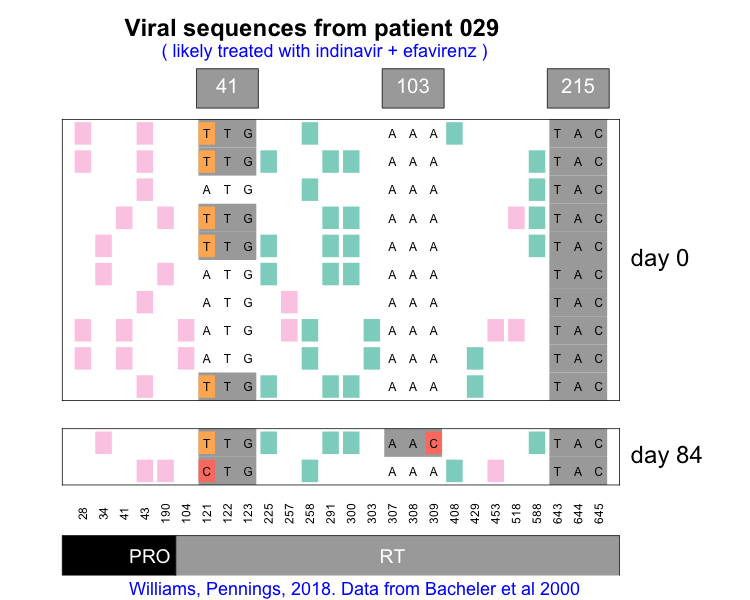 Viral sequences from patient 029
( likely treated with indinavir + efavirenz )
41 103 215
T T G A A A T A C
T T G A A A T A C
A T G A A A T A C
T T G A A A T A C
T T G A A A T A C
day 0
A T G A A A T A C
A T G A A A T A C
A T G A A A T A C
A T G A A A T A C
T T G A A A T A C
T T G A A C T A C
day 84
C T G A A A T A C
28 34 41 43 190 104 121 122 123 225 257 258 291 300 303 307 308 309 408 429 453 518 588 643 644 645
PRO RT
Williams, Pennings, 2018. Data from Bacheler et al 2000